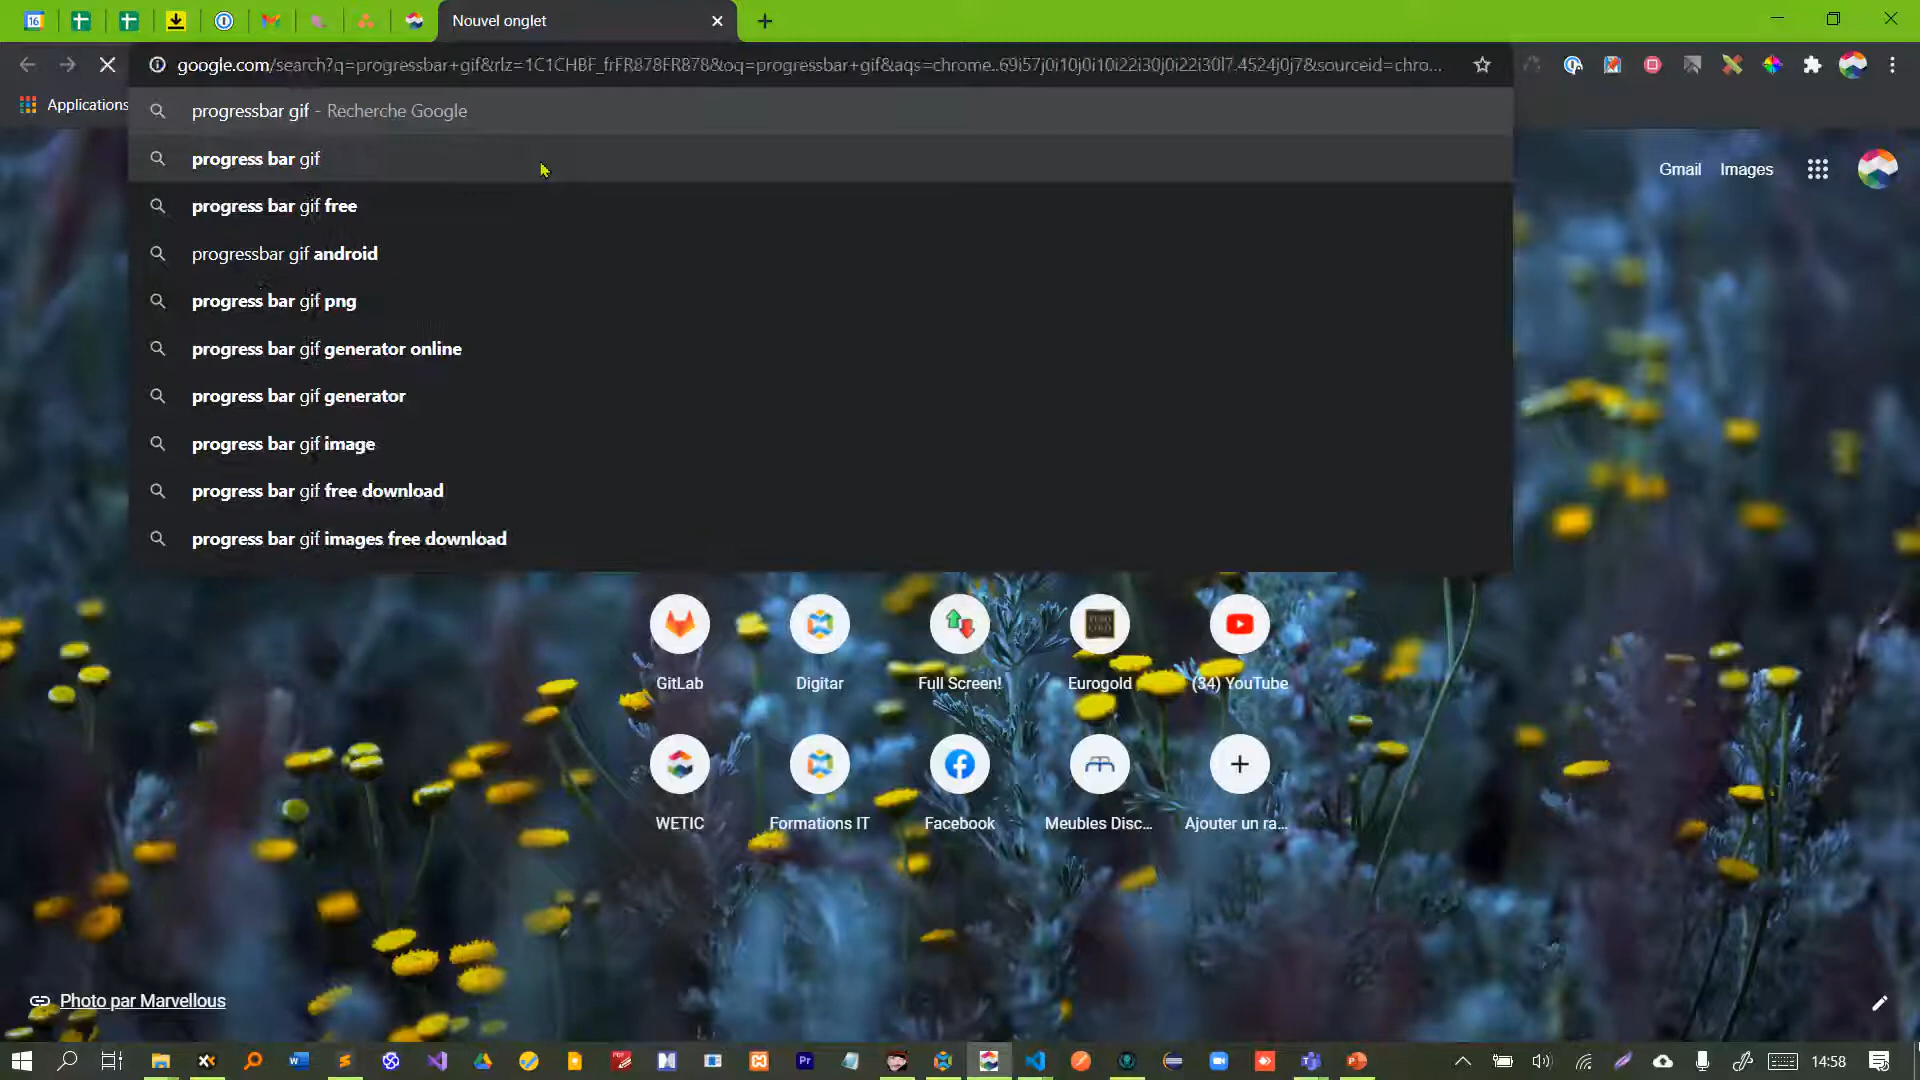 16
Nouvel onglet
google.com/search?q=progressbar+gif&rlz=1C1CHBF_frFR878FR878&oq=progressbar+gif&aqs=chrome..69i57j0i10j0i10i22i30j0i22i30l7.4524j0j7&sourceid=chro...
Applications
progressbar gif - Recherche Google
progress bar gif
Gmail Images
progress bar gif free
progressbar gif android
progress bar gif png
progress bar gif generator online
progress bar gif generator
progress bar gif image
progress bar gif free download
progress bar gif images free download
GitLab Digitar Full Screen! Eurogold (34) YouTube
WETIC Formations IT Facebook Meubles Disc... Ajouter un ra...
Photo par Marvellous
14:58